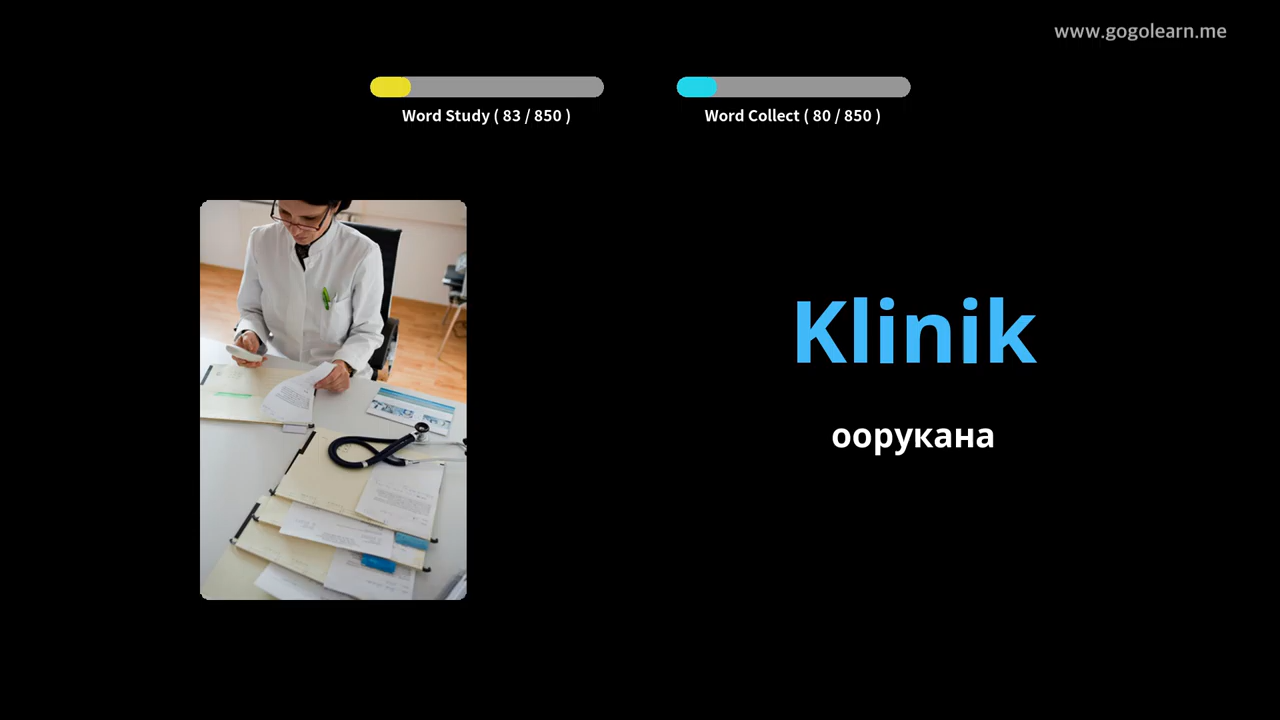 www.gogolearn.me
Word Study ( 83 / 850 )
Word Collect ( 80 / 850 )
Klinik
оорукана